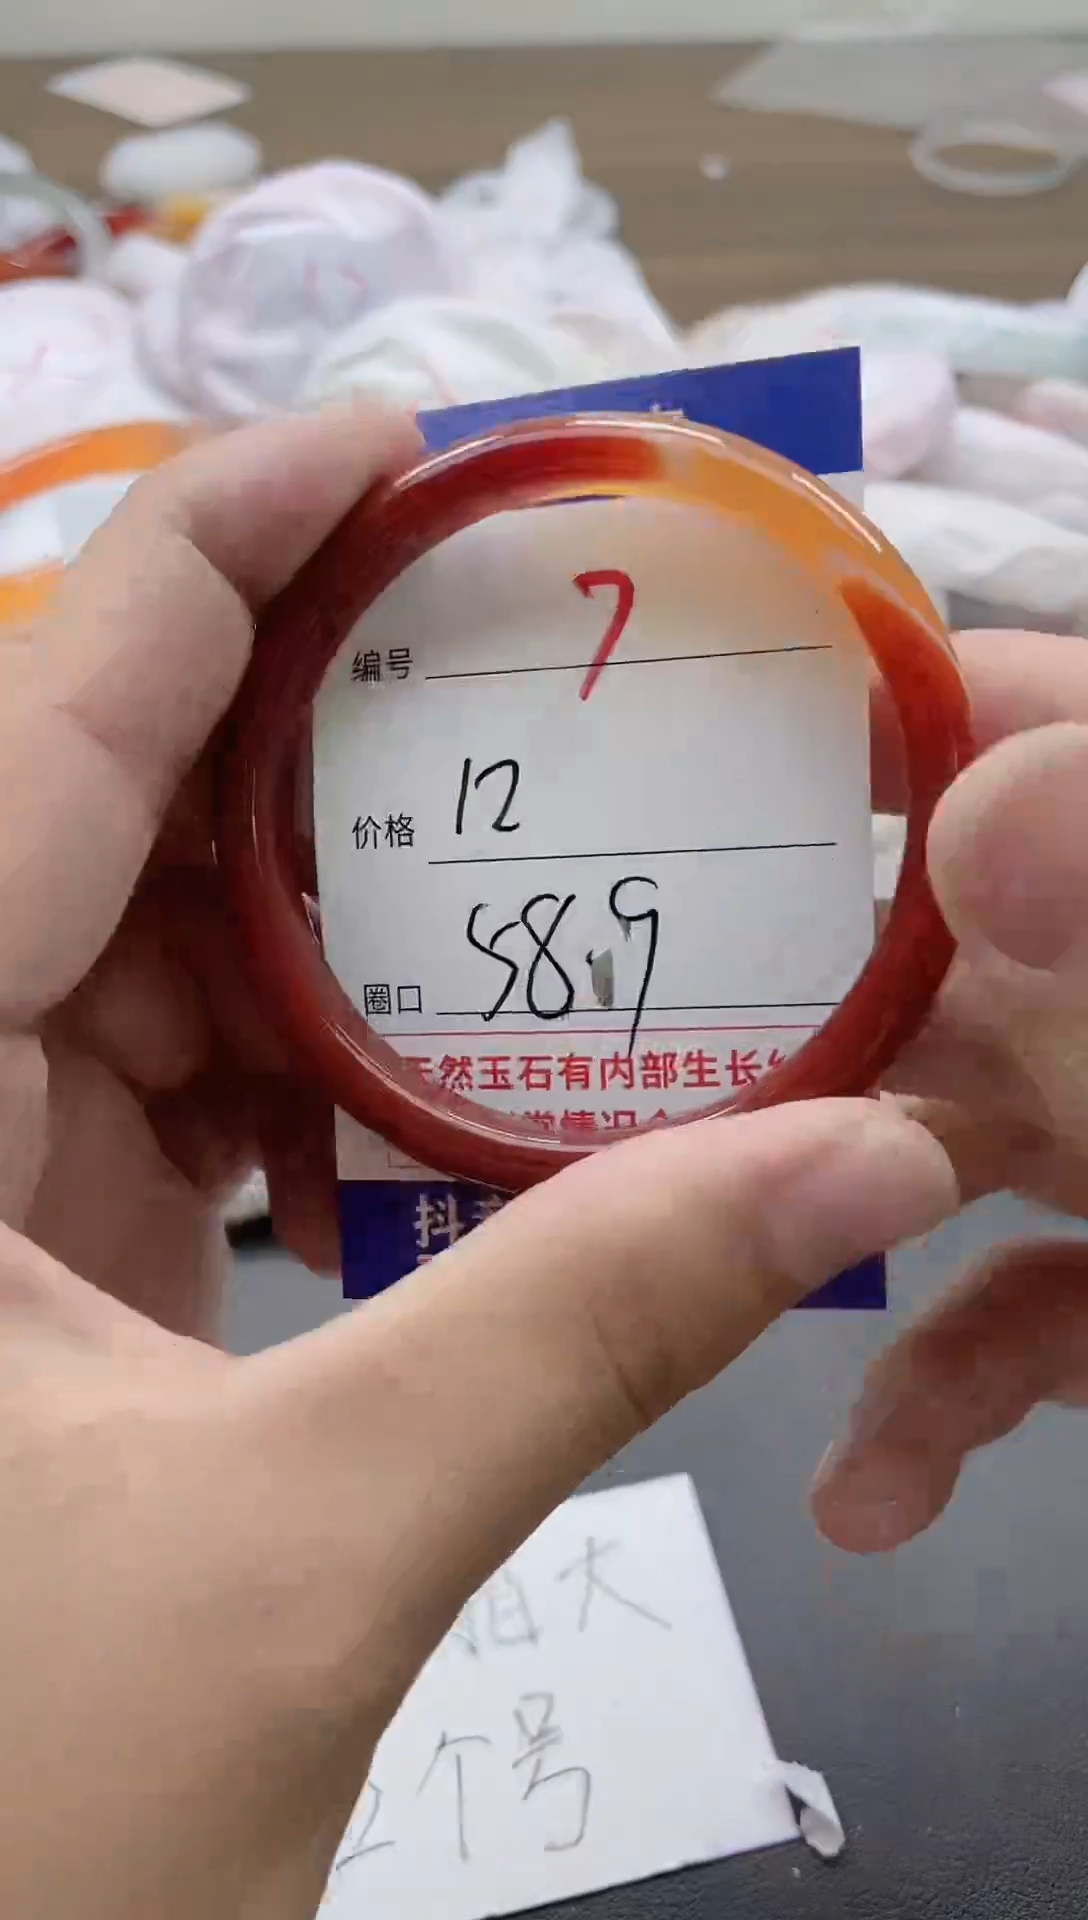 编号 7
价格 12
圈口 58.9
天然玉石有内部生长
抖
大
个号